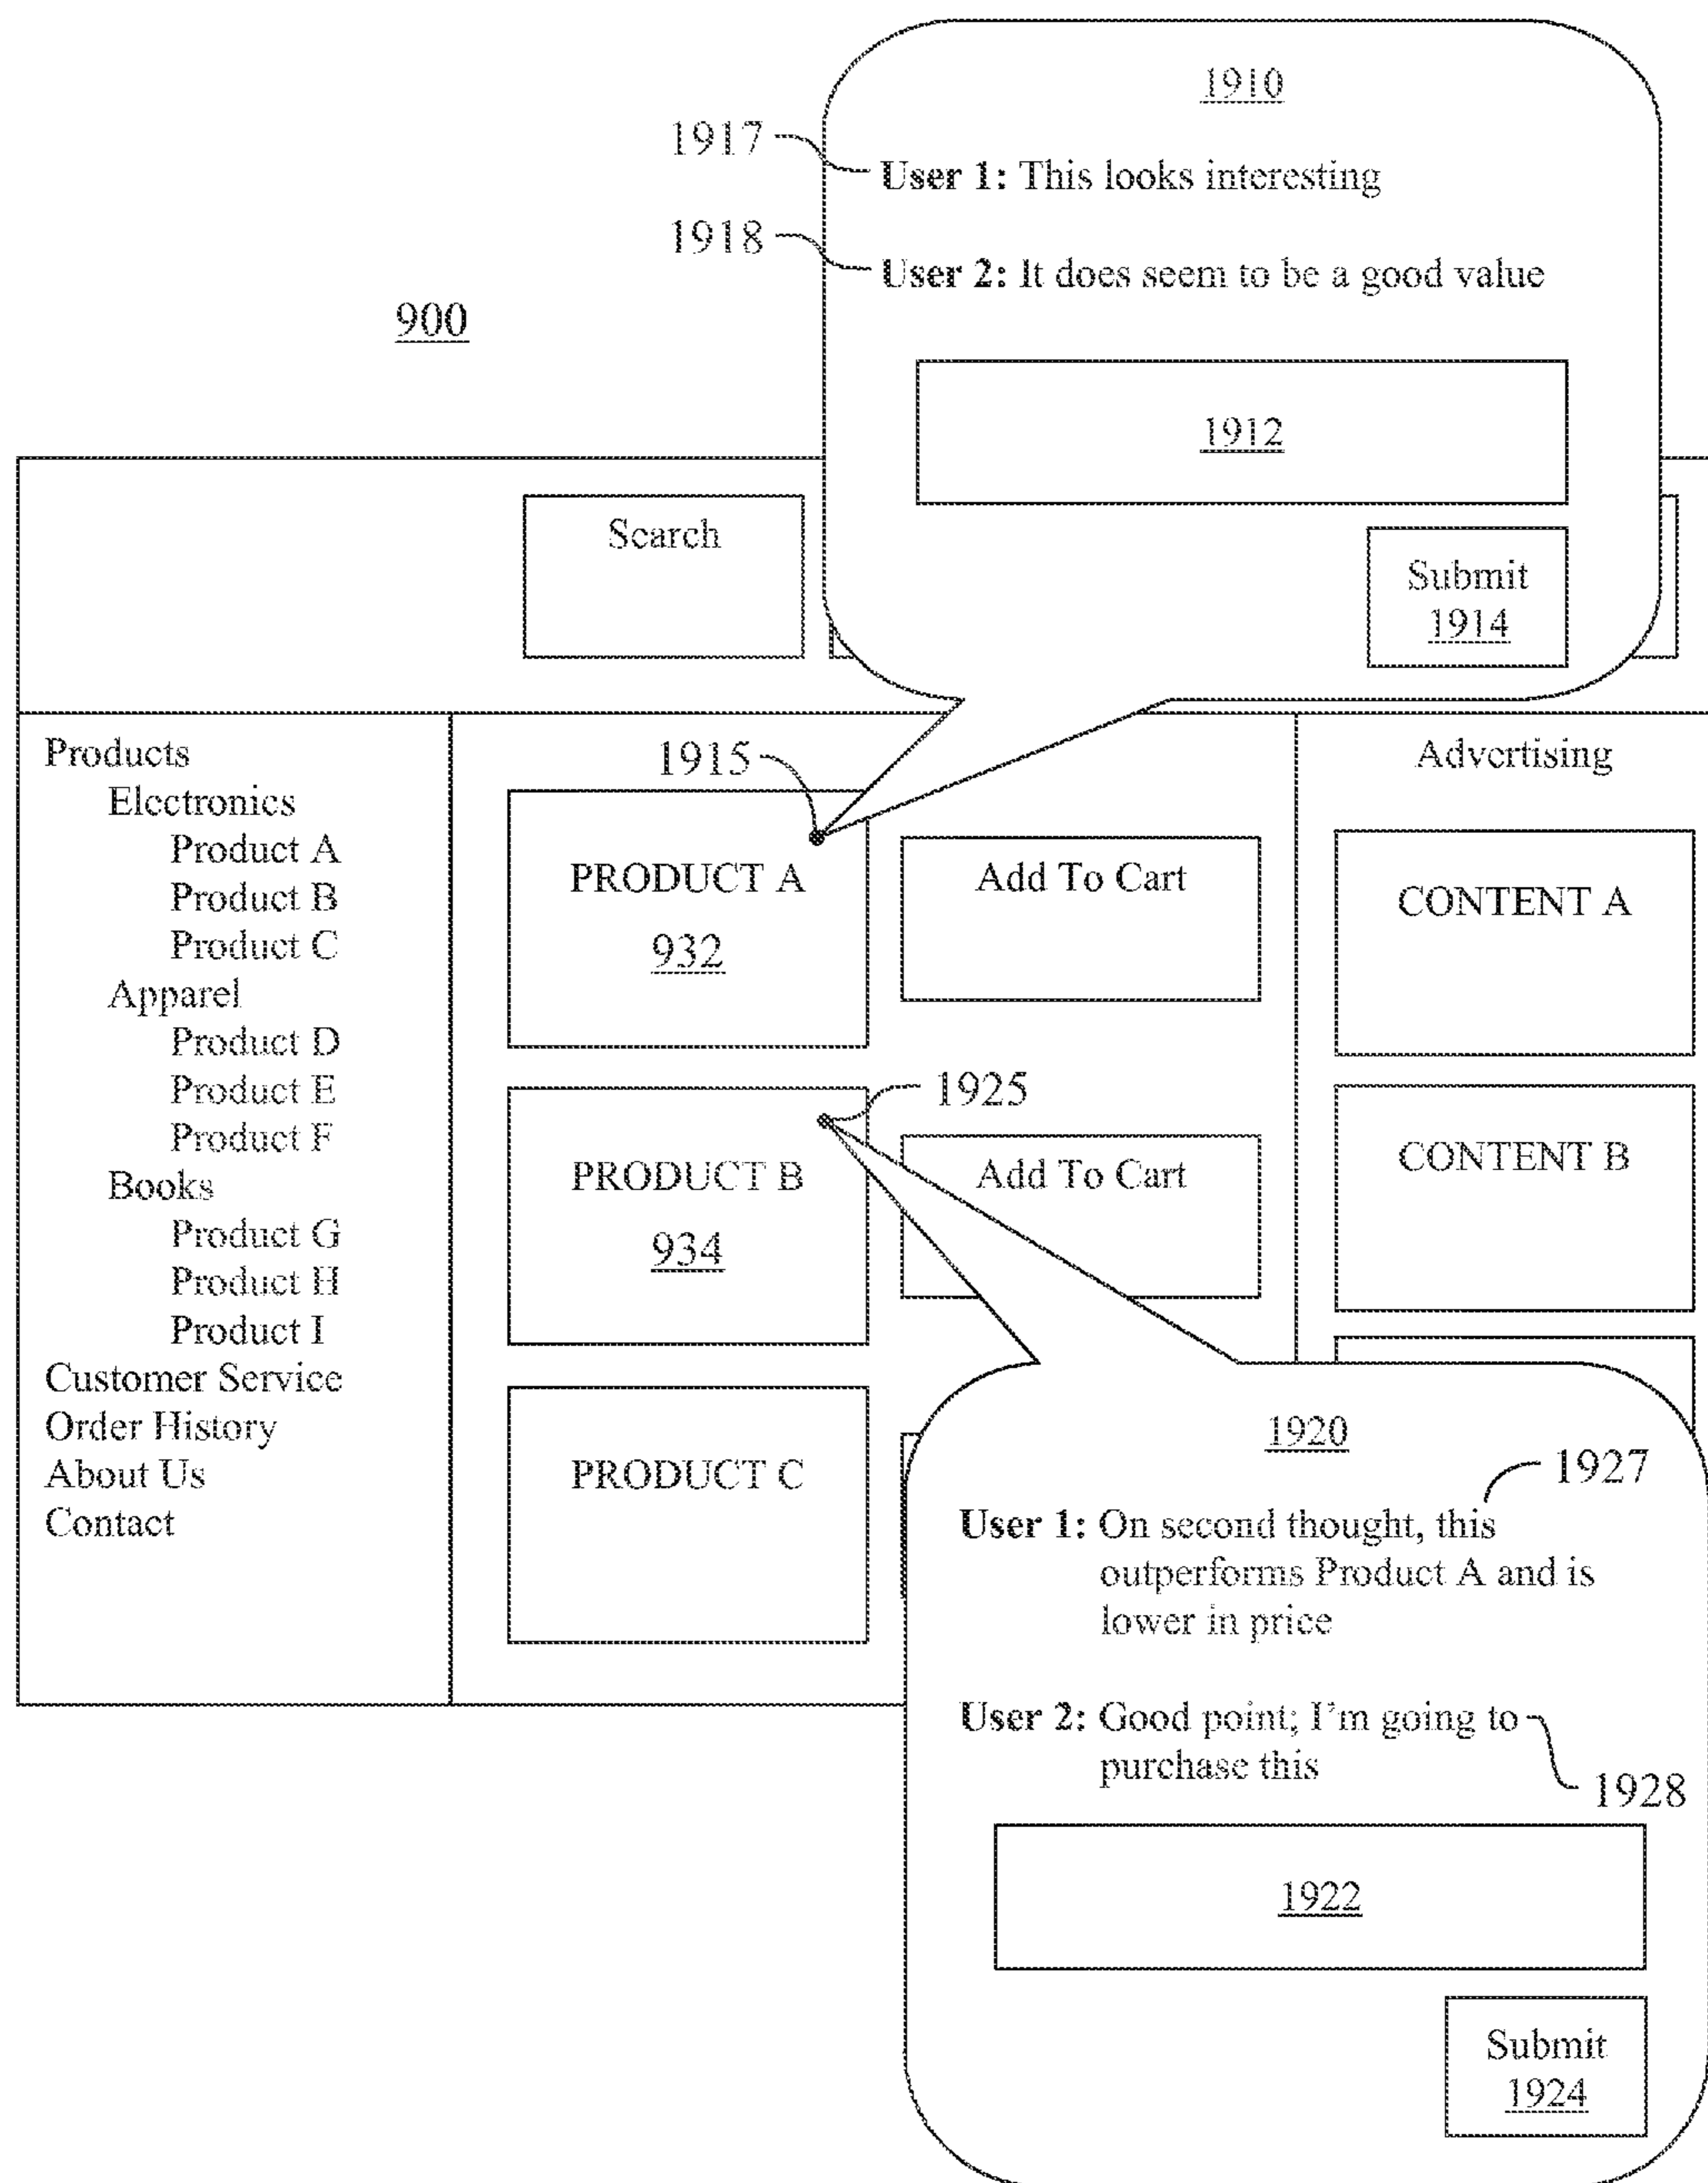 1910
1917
User 1: This looks interesting
1918
User 2: It does seem to be a good value
900
1912
Search
Submit
1914
Products
Electronics
Product A
Product B
Product C
Apparel
Product D
Product E
Product F
Books
Product G
Product H
Product I
Customer Service
Order History
About Us
Contact
1915
PRODUCT A
932
Add To Cart
1925
PRODUCT B
934
Add To Cart
PRODUCT C
Advertising
CONTENT A
CONTENT B
1920
1927
User 1: On second thought, this
outperforms Product A and is
lower in price
User 2: Good point; I'm going to
purchase this
1928
1922
Submit
1924